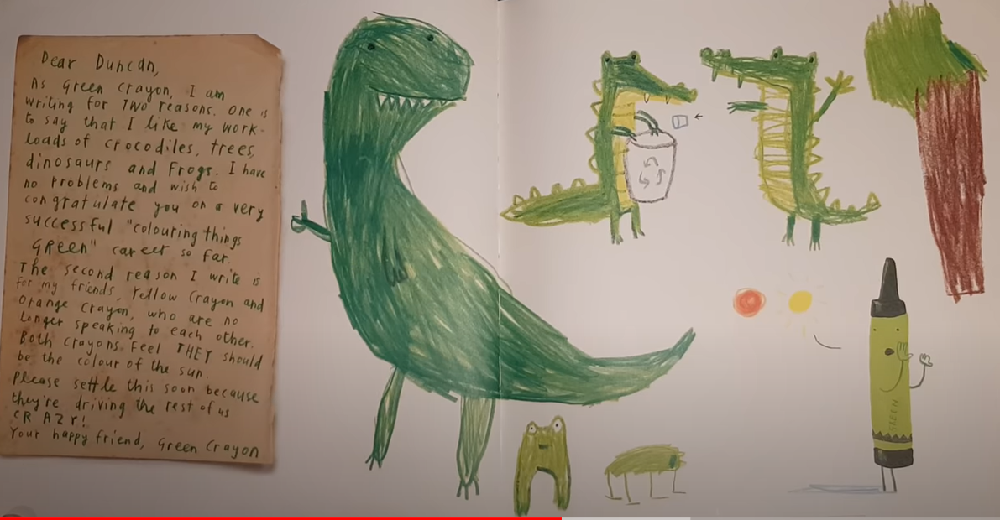 Dear Duncan,
As Green Crayon, I am
writing for TWO reasons. One is
to say that I like my work-
loads of crocodiles, trees,
dinosaurs and frogs. I have
no problems and wish to
congratulate you on a very
successful "colouring things
GREEN" career so far.
The second reason I write is
for my friends, Yellow Crayon and
Orange Crayon, who are no
longer speaking to each other.
Both crayons feel THEY should
be the colour of the sun.
Please settle this soon because
they're driving the rest of us
CRAZY!
Your happy friend, Green Crayon
GREEN